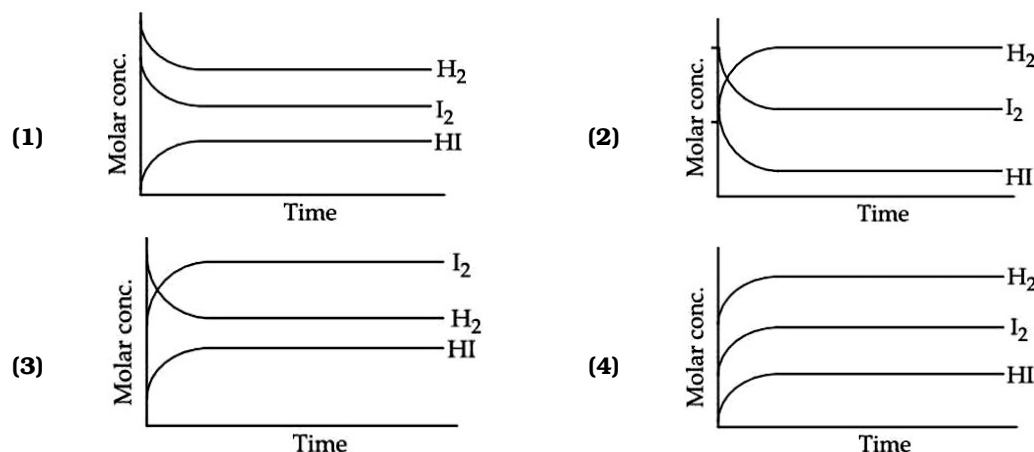 (1)
Molar conc.
H₂
I₂
HI
Time
(2)
Molar conc.
H₂
I₂
HI
Time
(3)
Molar conc.
I₂
H₂
HI
Time
(4)
Molar conc.
H₂
I₂
HI
Time